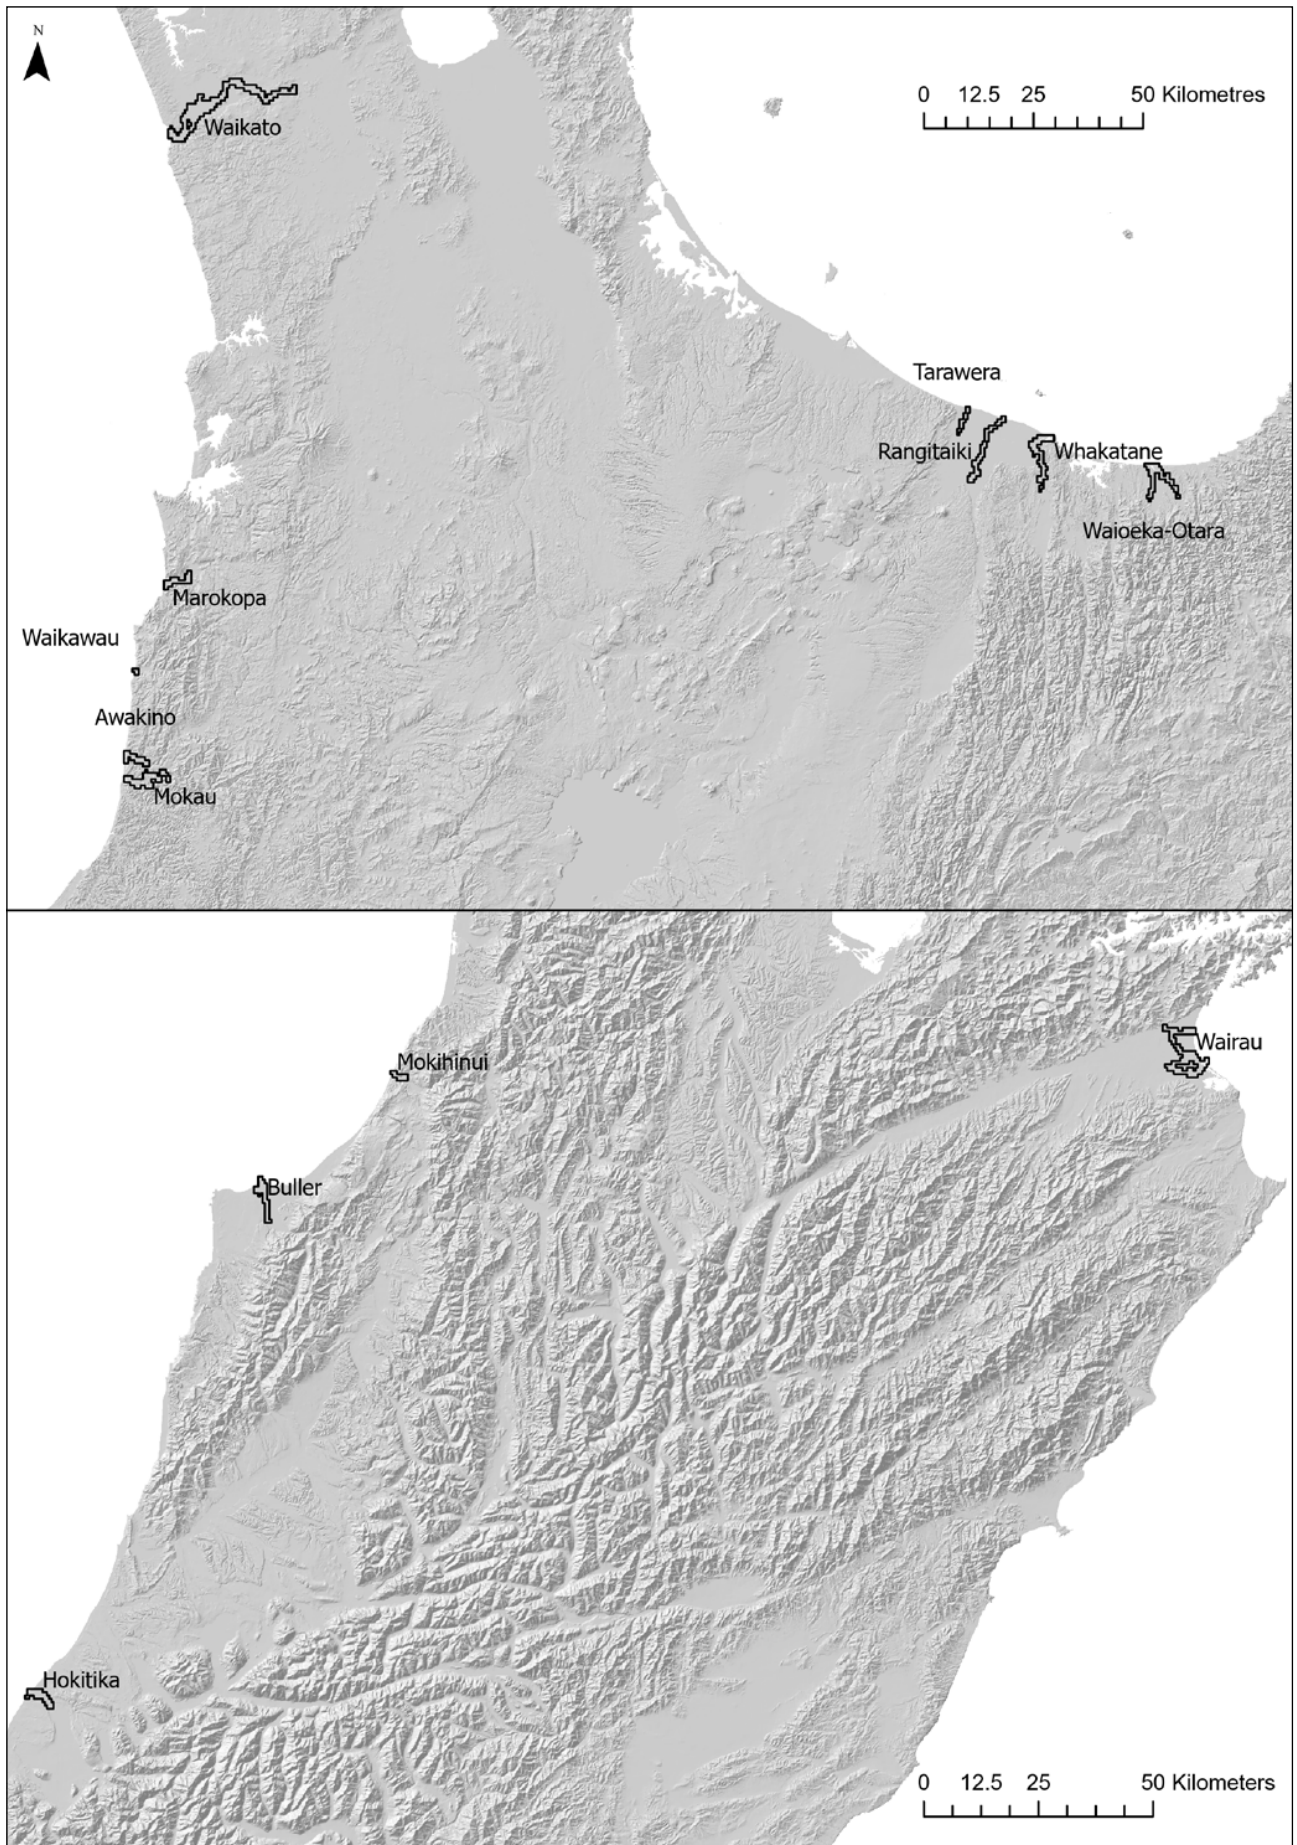 N
0 12.5 25 50 Kilometres
Waikato
Tarawera
Rangitaiki
Whakatane
Waioeka-Otara
Marokopa
Waikawau
Awakino
Mokau
Wairau
Mokihinui
Buller
Hokitika
0 12.5 25 50 Kilometers